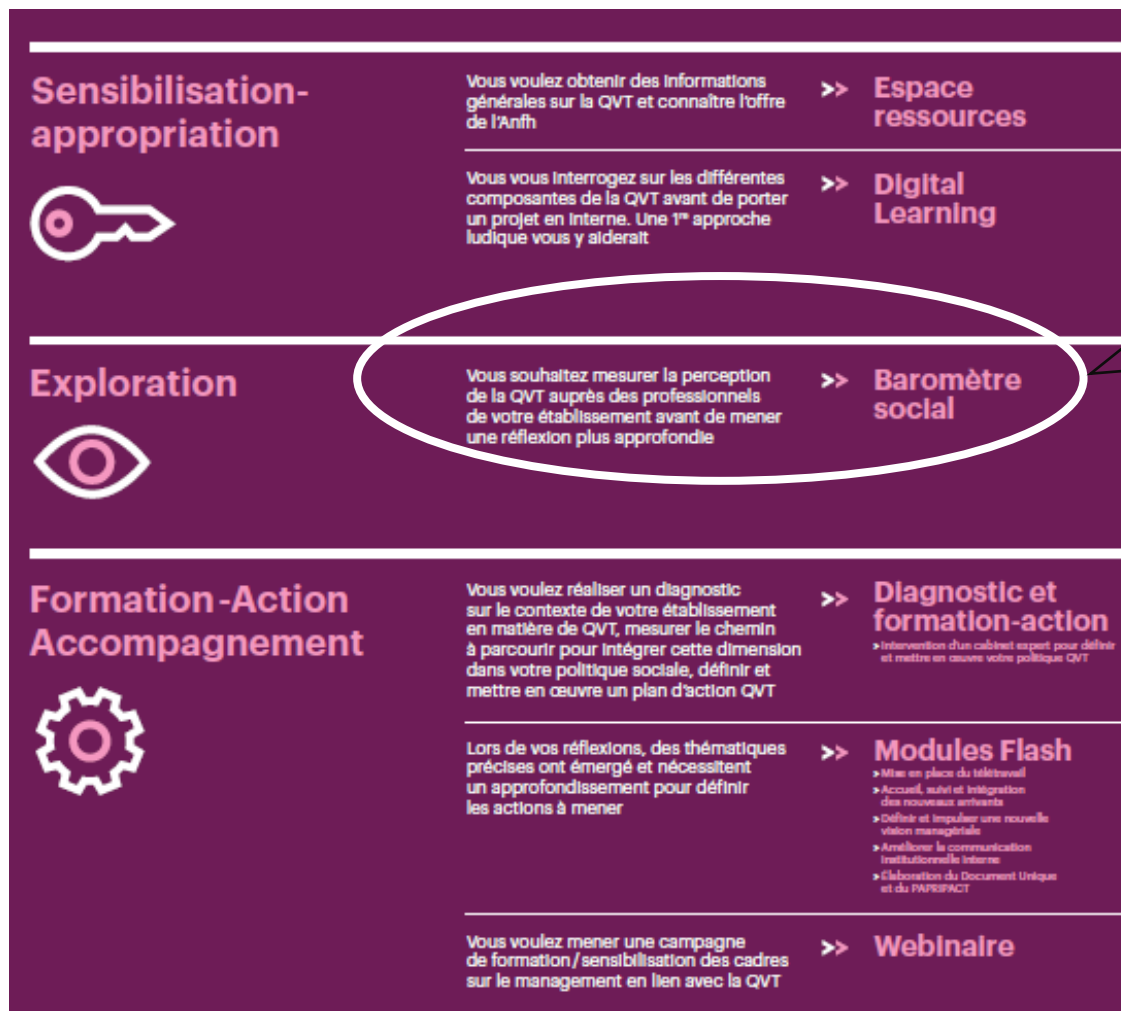 Sensibilisation-
appropriation
Vous voulez obtenir des informations
générales sur la QVT et connaître l'offre
de l'Anfh
>> Espace
ressources
Vous vous interrogez sur les différentes
composantes de la QVT avant de porter
un projet en interne. Une 1re approche
ludique vous y aiderait
>> Digital
Learning
Exploration
Vous souhaitez mesurer la perception
de la QVT auprès des professionnels
de votre établissement avant de mener
une réflexion plus approfondie
>> Baromètre
social
Formation-Action
Accompagnement
Vous voulez réaliser un diagnostic
sur le contexte de votre établissement
en matière de QVT, mesurer le chemin
à parcourir pour intégrer cette dimension
dans votre politique sociale, définir et
mettre en œuvre un plan d'action QVT
>> Diagnostic et
formation-action
> Intervention d'un cabinet expert pour définir
et mettre en œuvre votre politique QVT
Lors de vos réflexions, des thématiques
précises ont émergé et nécessitent
un approfondissement pour définir
les actions à mener
>> Modules Flash
> Mise en place du télétravail
> Accueil, suivi et intégration
des nouveaux arrivants
> Définir et impulser une nouvelle
vision managériale
> Améliorer la communication
institutionnelle interne
> Élaboration du Document Unique
et du PAPRIPACT
Vous voulez mener une campagne
de formation/sensibilisation des cadres
sur le management en lien avec la QVT
>> Webinaire